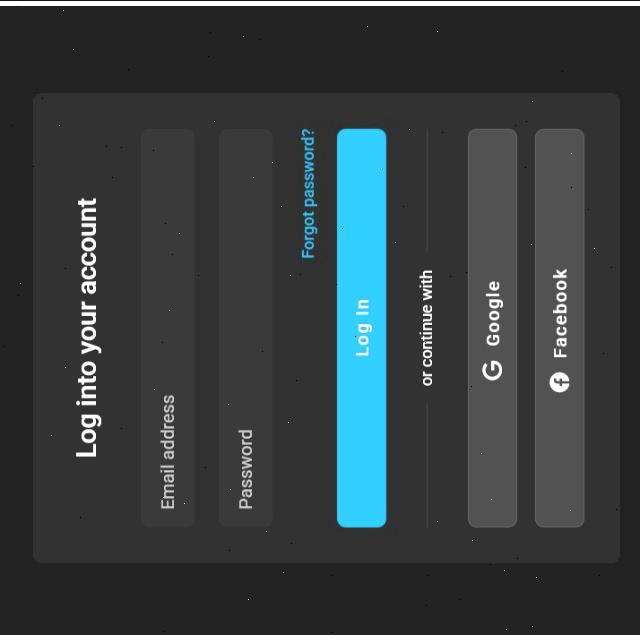 Log into your account
Email address
Password
Forgot password?
Log In
or continue with
Google
Facebook